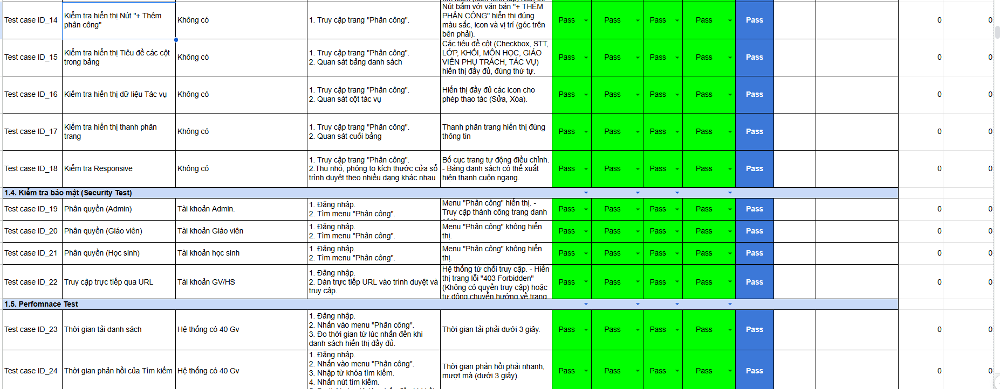 tìm kiếm (icon kính lúp) hiển thị
Test case ID_14
Kiểm tra hiển thị Nút "+ Thêm
phân công"
Không có
1. Truy cập trang "Phân công".
Nút bấm với văn bản "+ THÊM
PHÂN CÔNG" hiển thị đúng
màu sắc, icon và vị trí (góc trên
bên phải).
Pass
Pass
Pass
Pass
Pass
0
0
Test case ID_15
Kiểm tra hiển thị Tiêu đề các cột
trong bảng
Không có
1. Truy cập trang "Phân công".
2. Quan sát bảng danh sách
Các tiêu đề cột (Checkbox, STT,
LỚP, KHỐI, MÔN HỌC, GIÁO
VIÊN PHỤ TRÁCH, TÁC VỤ)
hiển thị đầy đủ, đúng thứ tự.
Pass
Pass
Pass
Pass
Pass
0
0
Test case ID_16
Kiểm tra hiển thị dữ liệu Tác vụ
Không có
1. Truy cập trang "Phân công".
2. Quan sát cột tác vụ
Hiển thị đầy đủ các icon cho
phép thao tác (Sửa, Xóa).
Pass
Pass
Pass
Pass
Pass
0
0
Test case ID_17
Kiểm tra hiển thị thanh phân
trang
Không có
1. Truy cập trang "Phân công".
2. Quan sát cuối bảng
Thanh phân trang hiển thị đúng
thông tin
Pass
Pass
Pass
Pass
Pass
0
0
Test case ID_18
Kiểm tra Responsive
Không có
1. Truy cập trang "Phân công".
2.Thu nhỏ, phóng to kích thước cửa sổ
trình duyệt theo nhiều dạng khác nhau
Bố cục trang tự động điều chỉnh.
- Bảng danh sách có thể xuất
hiện thanh cuộn ngang.
Pass
Pass
Pass
Pass
Pass
0
0
1.4. Kiểm tra bảo mật (Security Test)
Test case ID_19
Phân quyền (Admin)
Tài khoản Admin.
1. Đăng nhập.
2. Tìm menu "Phân công".
Menu "Phân công" hiển thị. -
Truy cập thành công trang danh
Pass
Pass
Pass
Pass
Pass
0
0
Test case ID_20
Phân quyền (Giáo viên)
Tài khoản Giáo viên
1. Đăng nhập.
2. Tìm menu "Phân công".
Menu "Phân công" không hiển
thị.
Pass
Pass
Pass
Pass
Pass
0
0
Test case ID_21
Phân quyền (Học sinh)
Tài khoản học sinh
1. Đăng nhập.
2. Tìm menu "Phân công".
Menu "Phân công" không hiển
thị.
Pass
Pass
Pass
Pass
Pass
0
0
Test case ID_22
Truy cập trực tiếp qua URL
Tài khoản GV/HS
1. Đăng nhập.
2. Dán trực tiếp URL vào trình duyệt và
truy cập.
Hệ thống từ chối truy cập. - Hiển
thị trang lỗi "403 Forbidden"
(Không có quyền truy cập) hoặc
tự động chuyển hướng về trang
Pass
Pass
Pass
Pass
Pass
0
0
1.5. Perfomnace Test
Test case ID_23
Thời gian tải danh sách
Hệ thống có 40 Gv
1. Đăng nhập.
2. Nhấn vào menu "Phân công".
3. Đo thời gian từ lúc nhấn đến khi
danh sách hiển thị đầy đủ.
Thời gian tải phải dưới 3 giây.
Pass
Pass
Pass
Pass
Pass
0
0
Test case ID_24
Thời gian phản hồi của Tìm kiếm
Hệ thống có 40 Gv
1. Đăng nhập.
2. Nhấn vào menu "Phân công".
3. Nhập từ khóa tìm kiếm.
4. Nhấn nút tìm kiếm.
Thời gian phản hồi phải nhanh,
mượt mà (dưới 3 giây).
Pass
Pass
Pass
Pass
Pass
0
0